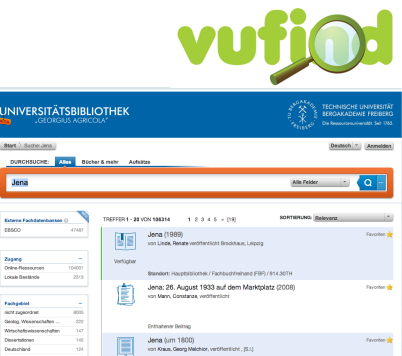 vufind
UNIVERSITÄTSBIBLIOTHEK
„GEORGIUS AGRICOLA“
TECHNISCHE UNIVERSITÄT
BERGAKADEMIE FREIBERG
Die Ressourcenuniversität. Seit 1765.
Start Suche: Jena
Deutsch Anmelden
DURCHSUCHE: Alles Bücher & mehr Aufsätze
Jena
Alle Felder
Q
Externe Fachdatenbanken
EBSCO 47487
TREFFER 1 - 20 VON 106314 1 2 3 4 5 » [19]
SORTIERUNG: Relevanz
Jena (1989)
von Linde, Renate veröffentlicht Brockhaus, Leipzig
Favoriten
Verfügbar
Standort: Hauptbibliothek / Fachbuchfreihand (FBF) / 914.30TH
Zugang –
Online-Ressourcen 104001
Lokale Bestände 2313
Jena: 26. August 1933 auf dem Marktplatz (2008)
von Mann, Constanze, veröffentlicht
Favoriten
Enthaltener Beitrag
Fachgebiet –
nicht zugeordnet
Geolog. Wissenschaften ...
Wirtschaftswissenschaften 147
Dissertationen
Deutschland 124
Jena (um 1800)
von Kraus, Georg Melchior, veröffentlicht , [S.l.]
Favoriten